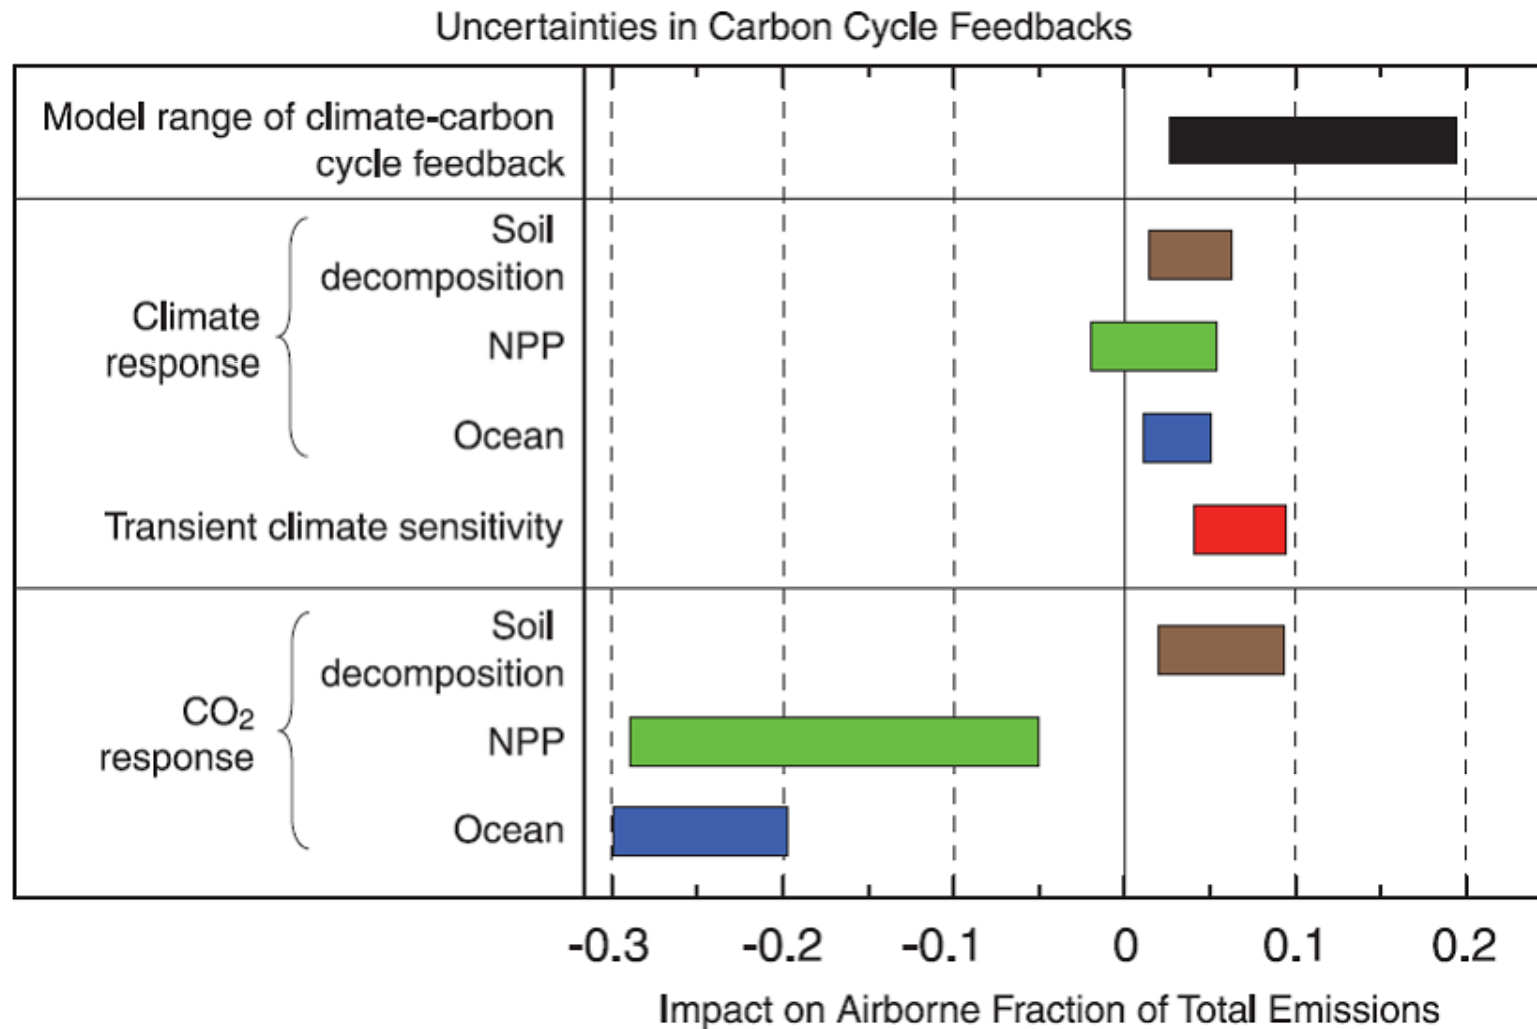 Uncertainties in Carbon Cycle Feedbacks
Model range of climate-carbon
cycle feedback
Climate
response
Soil
decomposition
NPP
Ocean
Transient climate sensitivity
CO₂
response
Soil
decomposition
NPP
Ocean
-0.3 -0.2 -0.1 0 0.1 0.2
Impact on Airborne Fraction of Total Emissions